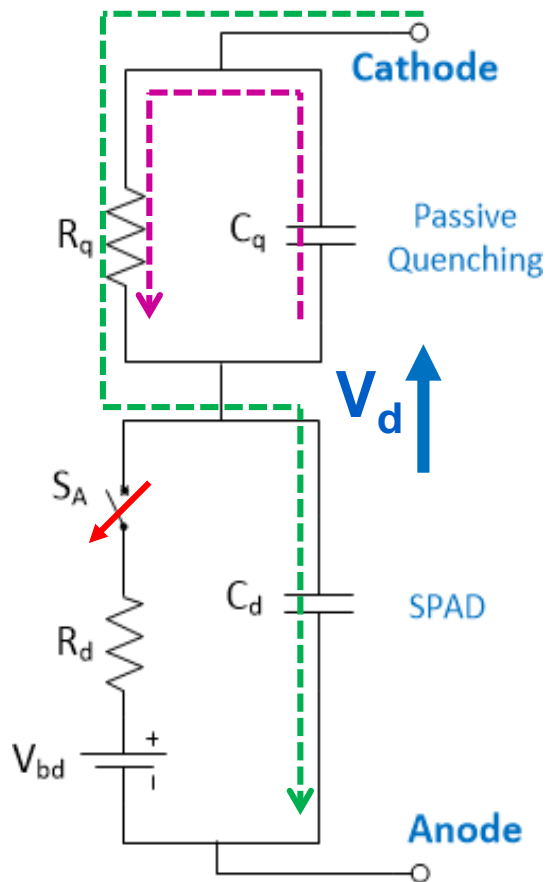 Cathode
Rq
Cq
Passive
Quenching
Vd
SA
Cd
SPAD
Rd
+
Vbd
−
Anode